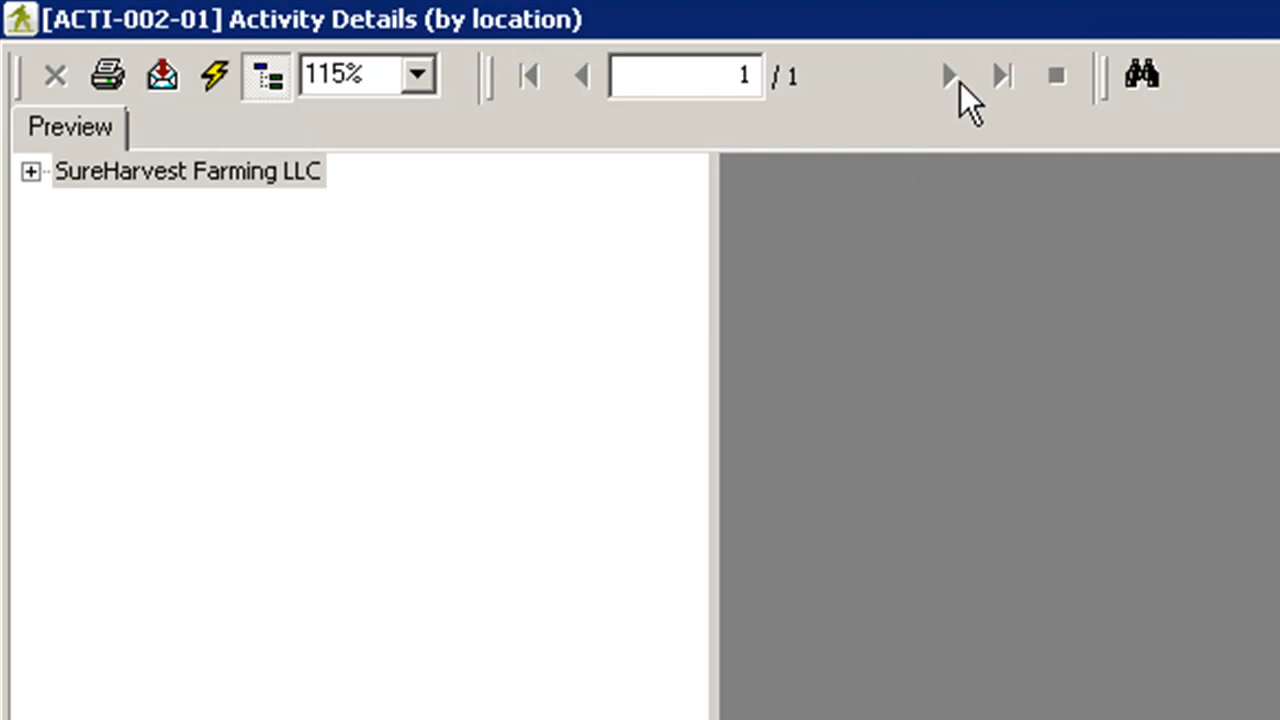 [ACTI-002-01] Activity Details (by location)
115% 1 / 1
Preview
SureHarvest Farming LLC